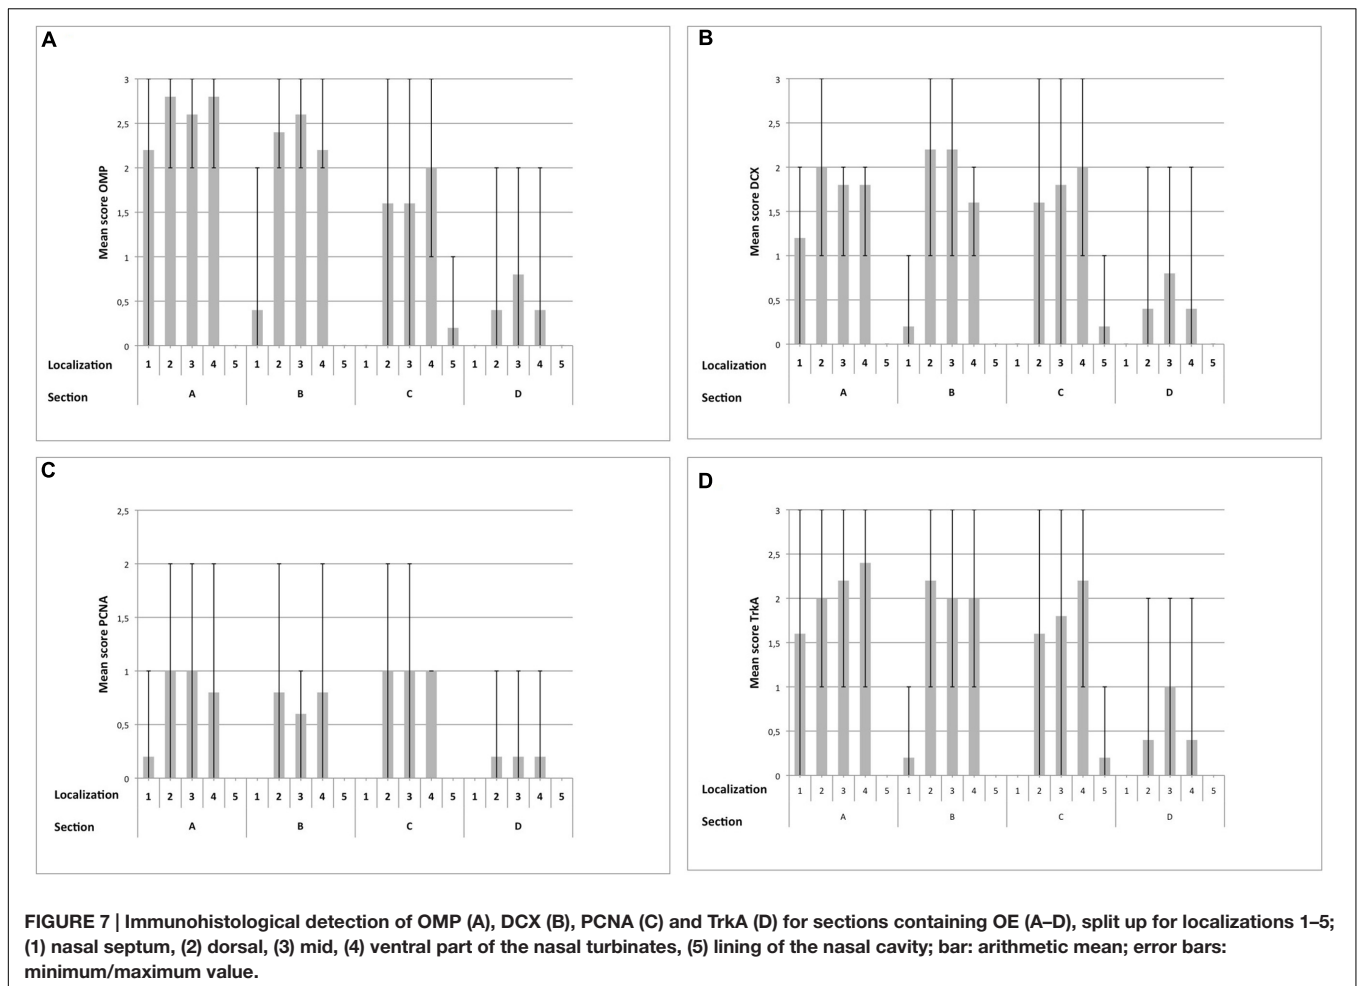 A
Mean score OMP
3
2,5
2
1,5
1
0,5
0
Localization 1 2 3 4 5 1 2 3 4 5 1 2 3 4 5 1 2 3 4 5
Section A B C D
B
Mean score DCX
3
2,5
2
1,5
1
0,5
0
Localization 1 2 3 4 5 1 2 3 4 5 1 2 3 4 5 1 2 3 4 5
Section A B C D
C
Mean score PCNA
2,5
2
1,5
1
0,5
0
Localization 1 2 3 4 5 1 2 3 4 5 1 2 3 4 5 1 2 3 4 5
Section A B C D
D
Mean score TrkA
3
2,5
2
1,5
1
0,5
0
Localization 1 2 3 4 5 1 2 3 4 5 1 2 3 4 5 1 2 3 4 5
Section A B C D
FIGURE 7 | Immunohistological detection of OMP (A), DCX (B), PCNA (C) and TrkA (D) for sections containing OE (A–D), split up for localizations 1–5;
(1) nasal septum, (2) dorsal, (3) mid, (4) ventral part of the nasal turbinates, (5) lining of the nasal cavity; bar: arithmetic mean; error bars:
minimum/maximum value.